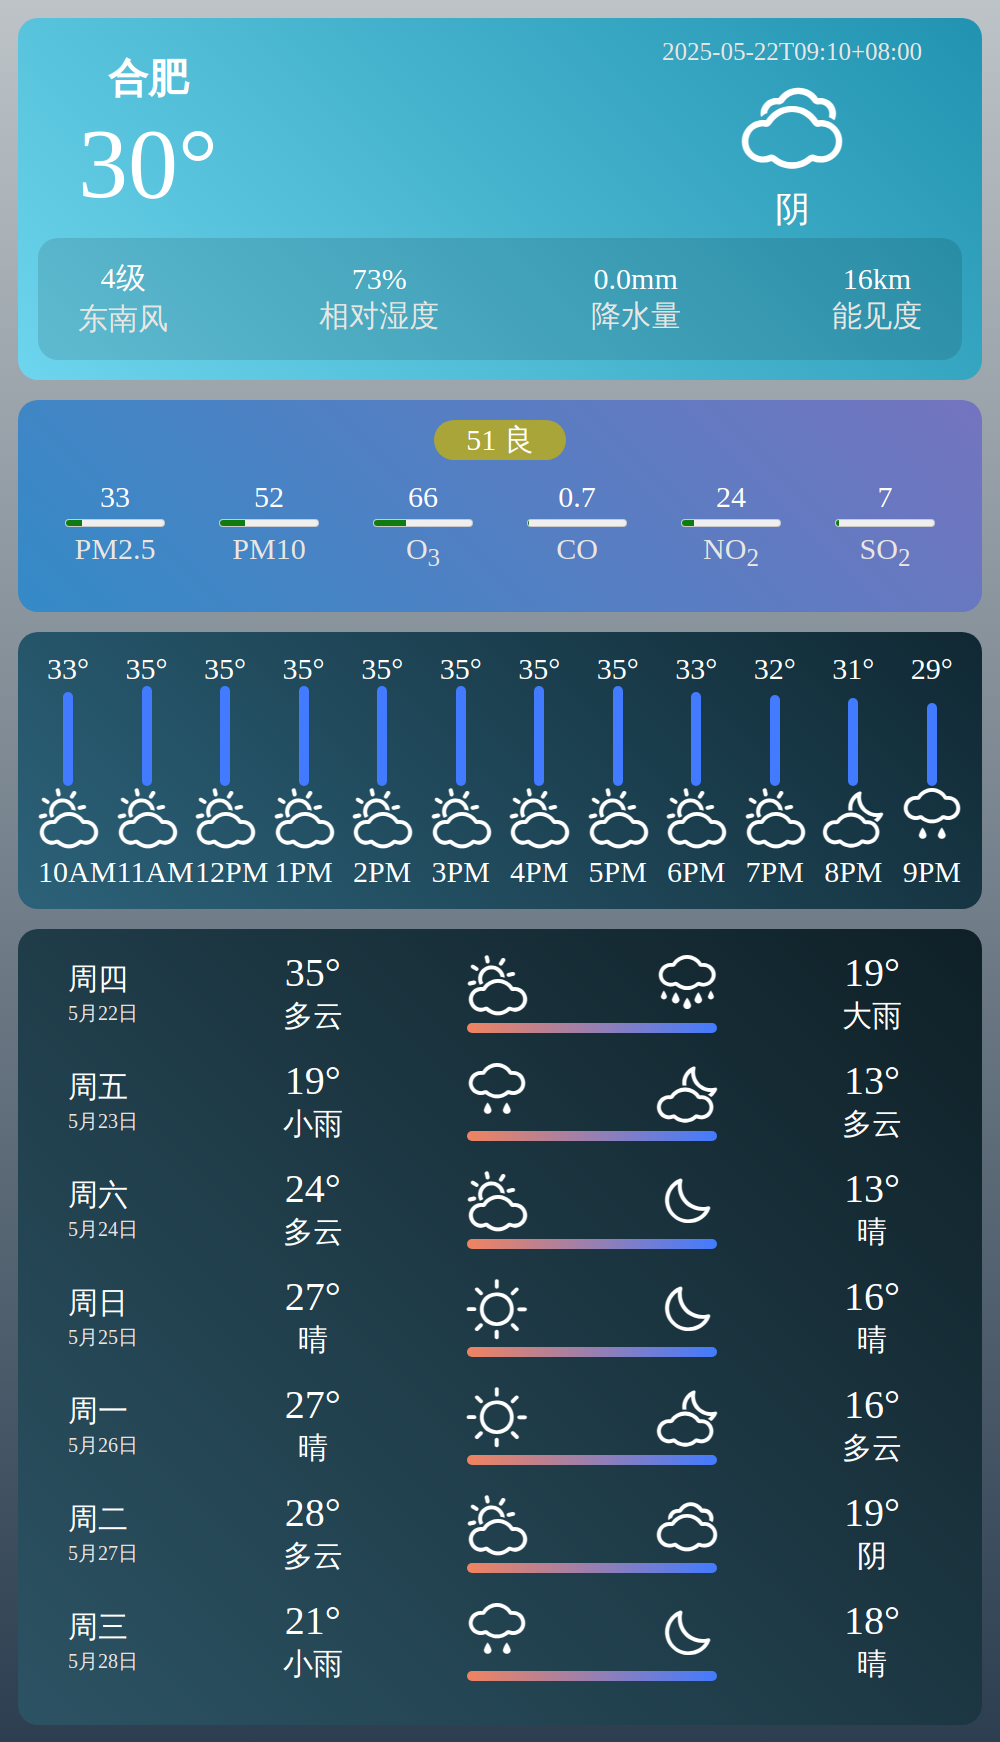 合肥
30°
2025-05-22T09:10+08:00
阴
4级 73% 0.0mm 16km
东南风 相对湿度 降水量 能见度
51 良
33 52 66 0.7 24 7
PM2.5 PM10 O3 CO NO2 SO2
33° 35° 35° 35° 35° 35° 35° 35° 33° 32° 31° 29°
10AM 11AM 12PM 1PM 2PM 3PM 4PM 5PM 6PM 7PM 8PM 9PM
周四 35° 19°
5月22日 多云 大雨
周五 19° 13°
5月23日 小雨 多云
周六 24° 13°
5月24日 多云 晴
周日 27° 16°
5月25日 晴 晴
周一 27° 16°
5月26日 晴 多云
周二 28° 19°
5月27日 多云 阴
周三 21° 18°
5月28日 小雨 晴